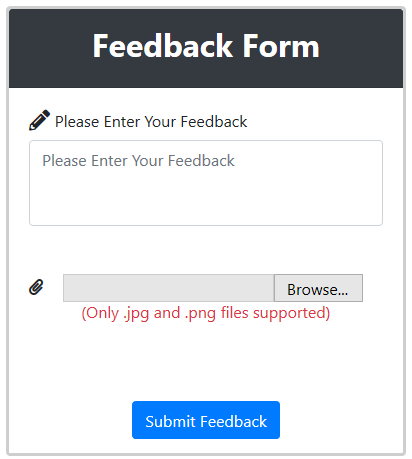 Feedback Form
Please Enter Your Feedback
Please Enter Your Feedback
Browse...
(Only .jpg and .png files supported)
Submit Feedback